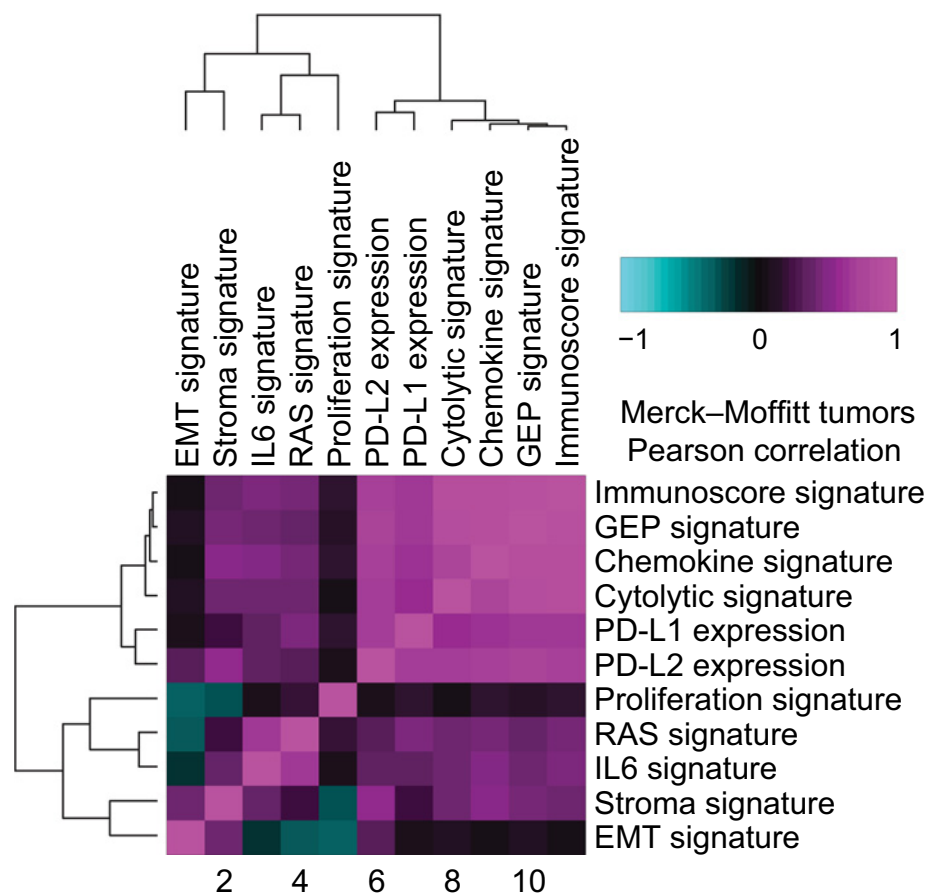 EMT signature
Stroma signature
IL6 signature
RAS signature
Proliferation signature
PD-L2 expression
PD-L1 expression
Cytolytic signature
Chemokine signature
GEP signature
Immunoscore signature
−1 0 1
Merck–Moffitt tumors
Pearson correlation
Immunoscore signature
GEP signature
Chemokine signature
Cytolytic signature
PD-L1 expression
PD-L2 expression
Proliferation signature
RAS signature
IL6 signature
Stroma signature
EMT signature
2 4 6 8 10